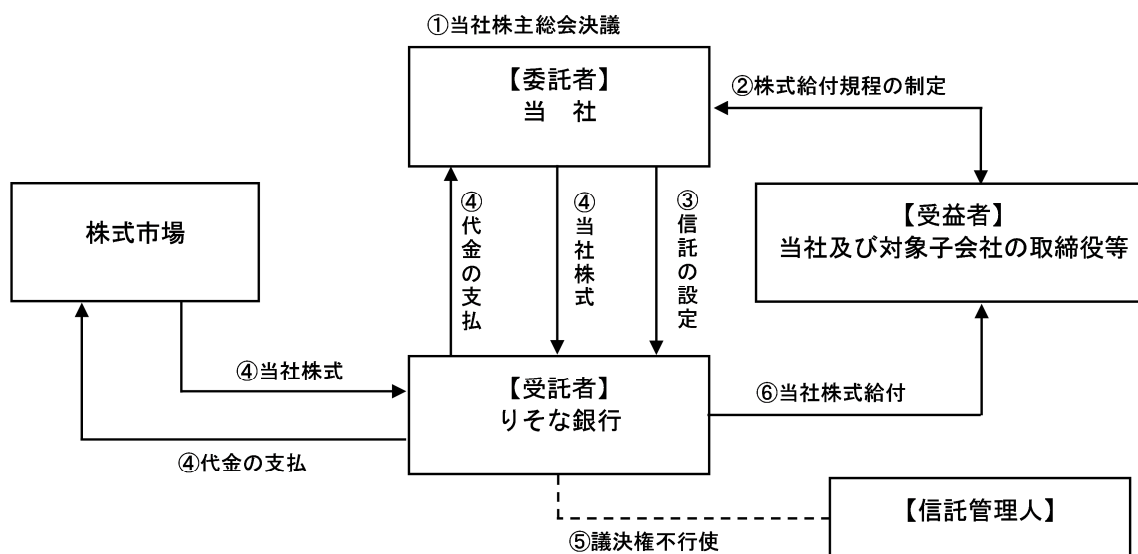 ①当社株主総会決議
【委託者】
当　社
②株式給付規程の制定
株式市場
④代金の支払
④当社株式
③信託の設定
【受益者】
当社及び対象子会社の取締役等
④当社株式
【受託者】
りそな銀行
⑥当社株式給付
④代金の支払
【信託管理人】
⑤議決権不行使